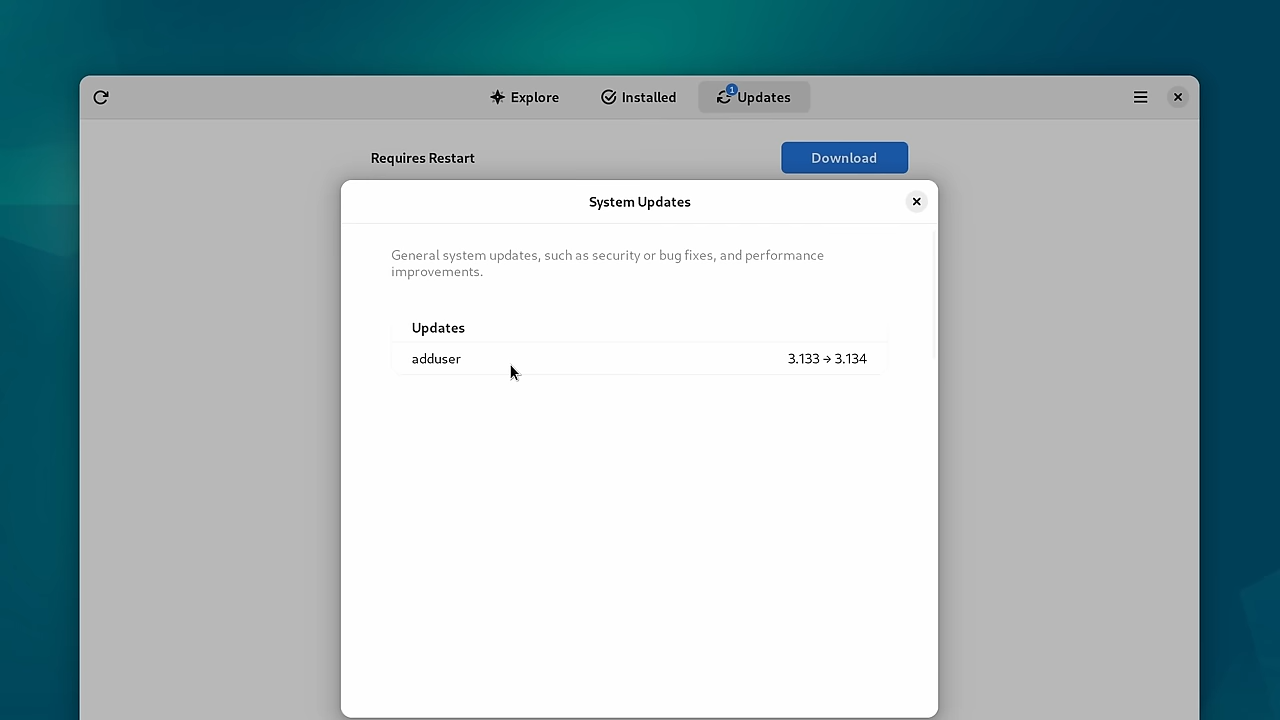 Explore
Installed
1
Updates
Requires Restart
Download
System Updates
General system updates, such as security or bug fixes, and performance
improvements.
Updates
adduser
3.133 → 3.134